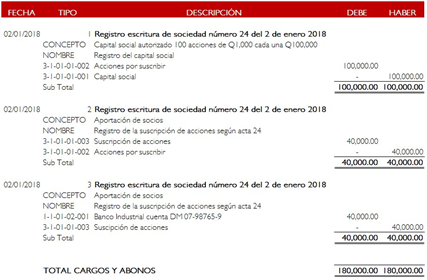 FECHA TIPO DESCRIPCIÓN DEBE HABER
02/01/2018 1 Registro escritura de sociedad número 24 del 2 de enero 2018
CONCEPTO Capital social autorizado 100 acciones de Q1,000 cada una Q100,000
NOMBRE Registro del capital social
3-1-01-01-002 Acciones por suscribir 100,000.00
3-1-01-01-001 Capital social - 100,000.00
Sub Total 100,000.00 100,000.00
02/01/2018 2 Registro escritura de sociedad número 24 del 2 de enero 2018
CONCEPTO Aportación de socios
NOMBRE Registro de la suscripción de acciones según acta 24
3-1-01-01-003 Suscripción de acciones 40,000.00
3-1-01-01-002 Acciones por suscribir - 40,000.00
Sub Total 40,000.00 40,000.00
02/01/2018 3 Registro escritura de sociedad número 24 del 2 de enero 2018
CONCEPTO Aportación de socios
NOMBRE Registro de la suscripción de acciones según acta 24
1-1-01-02-001 Banco Industrial cuenta DM 07-98765-9 40,000.00
3-1-01-01-003 Suscipción de acciones - 40,000.00
Sub Total 40,000.00 40,000.00
TOTAL CARGOS Y ABONOS 180,000.00 180,000.00